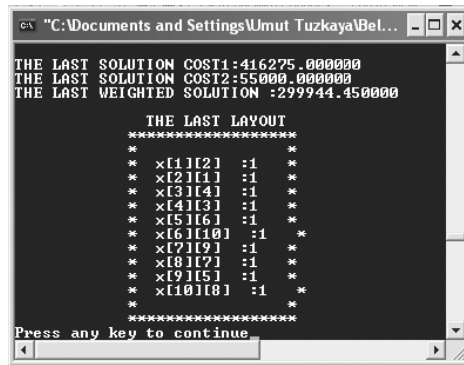 "C:\Documents and Settings\Umut Tuzkaya\Bel...
THE LAST SOLUTION COST1:416275.000000
THE LAST SOLUTION COST2:55000.000000
THE LAST WEIGHTED SOLUTION :299944.450000
THE LAST LAYOUT
******************
* *
* x[1][2] :1 *
* x[2][1] :1 *
* x[3][4] :1 *
* x[4][3] :1 *
* x[5][6] :1 *
* x[6][10] :1 *
* x[7][9] :1 *
* x[8][7] :1 *
* x[9][5] :1 *
* x[10][8] :1 *
* *
******************
Press any key to continue_